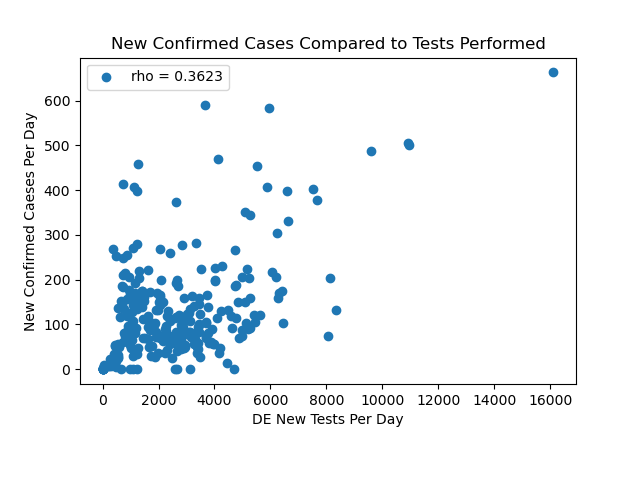 New Confirmed Cases Compared to Tests Performed
rho = 0.3623
New Confirmed Caeses Per Day
600
500
400
300
200
100
0
0 2000 4000 6000 8000 10000 12000 14000 16000
DE New Tests Per Day